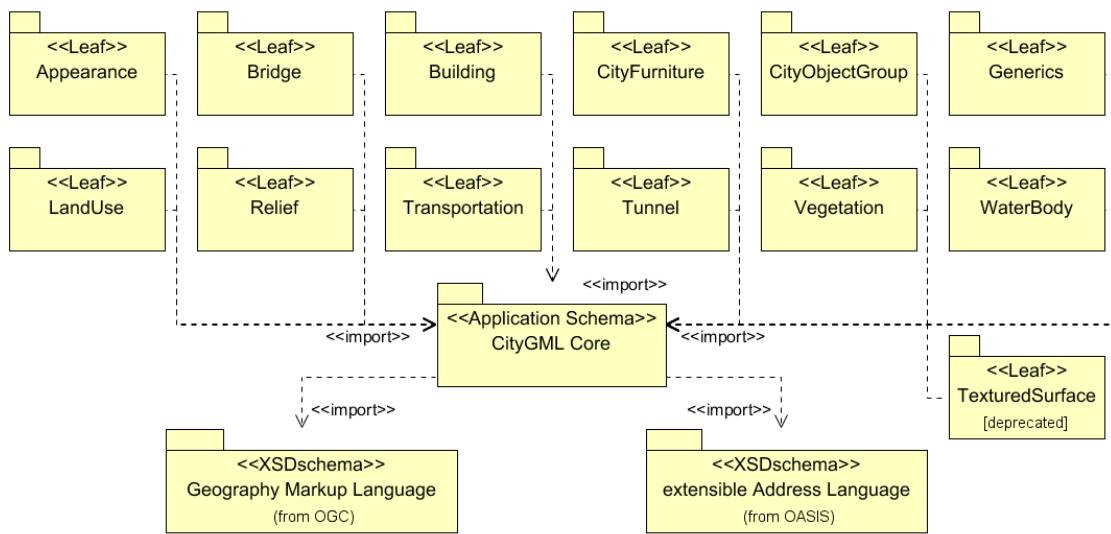 <<Leaf>>
Appearance
<<Leaf>>
Bridge
<<Leaf>>
Building
<<Leaf>>
CityFurniture
<<Leaf>>
CityObjectGroup
<<Leaf>>
Generics
<<Leaf>>
LandUse
<<Leaf>>
Relief
<<Leaf>>
Transportation
<<Leaf>>
Tunnel
<<Leaf>>
Vegetation
<<Leaf>>
WaterBody
<<import>>
<<Application Schema>>
CityGML Core
<<import>>
<<import>>
<<Leaf>>
TexturedSurface
[deprecated]
<<import>>
<<import>>
<<XSDschema>>
Geography Markup Language
(from OGC)
<<XSDschema>>
extensible Address Language
(from OASIS)